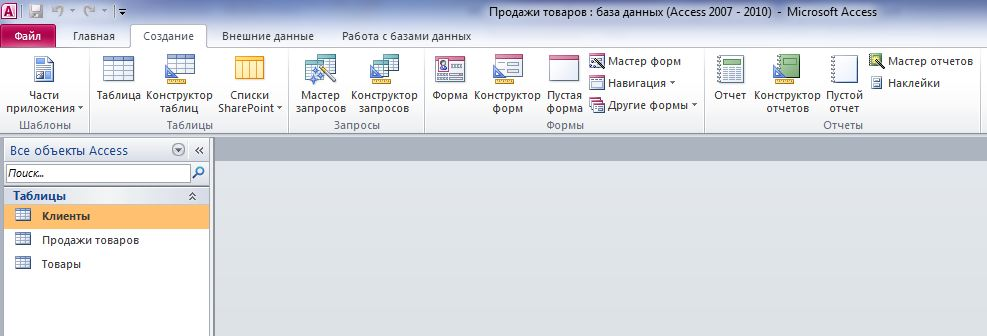 Продажи товаров : база данных (Access 2007 - 2010) - Microsoft Access
Файл Главная Создание Внешние данные Работа с базами данных
Части приложения
Таблица
Конструктор таблиц
Списки SharePoint
Мастер запросов
Конструктор запросов
Форма
Конструктор форм
Пустая форма
Мастер форм
Навигация
Другие формы
Отчет
Конструктор отчетов
Пустой отчет
Мастер отчетов
Наклейки
Шаблоны Таблицы Запросы Формы Отчеты
Все объекты Access
Поиск...
Таблицы
Клиенты
Продажи товаров
Товары